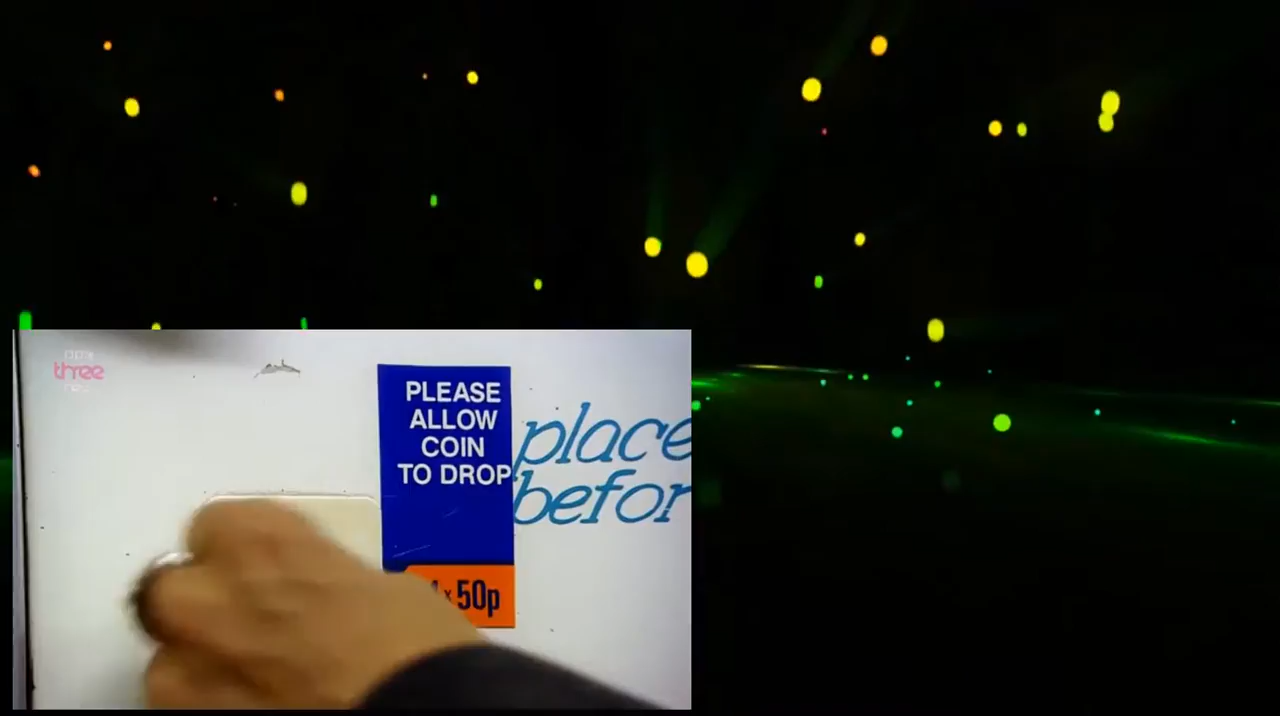 three
PLEASE
ALLOW
COIN
TO DROP
place
befor
x 50p